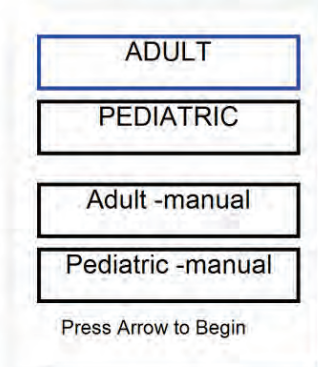 ADULT
PEDIATRIC
Adult -manual
Pediatric -manual
Press Arrow to Begin